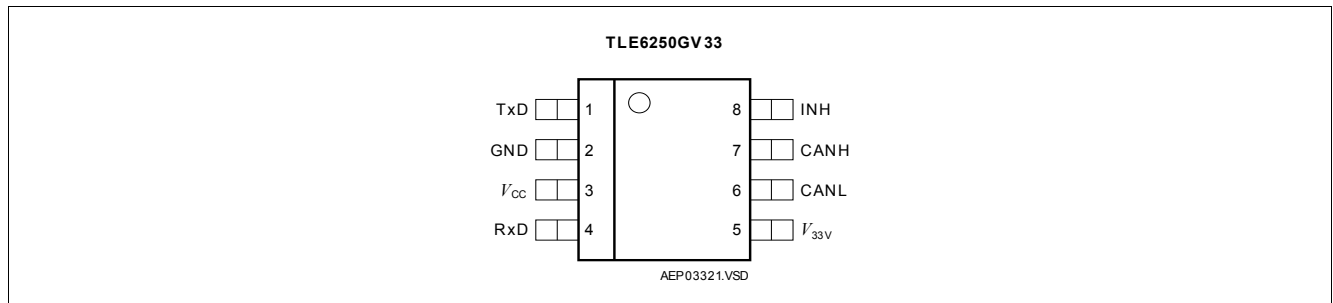 TLE6250GV33
TxD 1 8 INH
GND 2 7 CANH
VCC 3 6 CANL
RxD 4 5 V33V
AEP03321.VSD